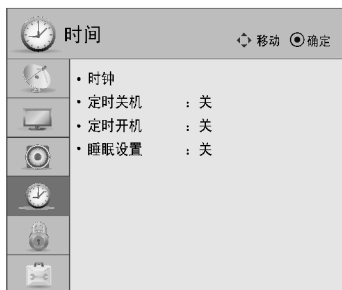 时间 移动 确定
• 时钟
• 定时关机 : 关
• 定时开机 : 关
• 睡眠设置 : 关